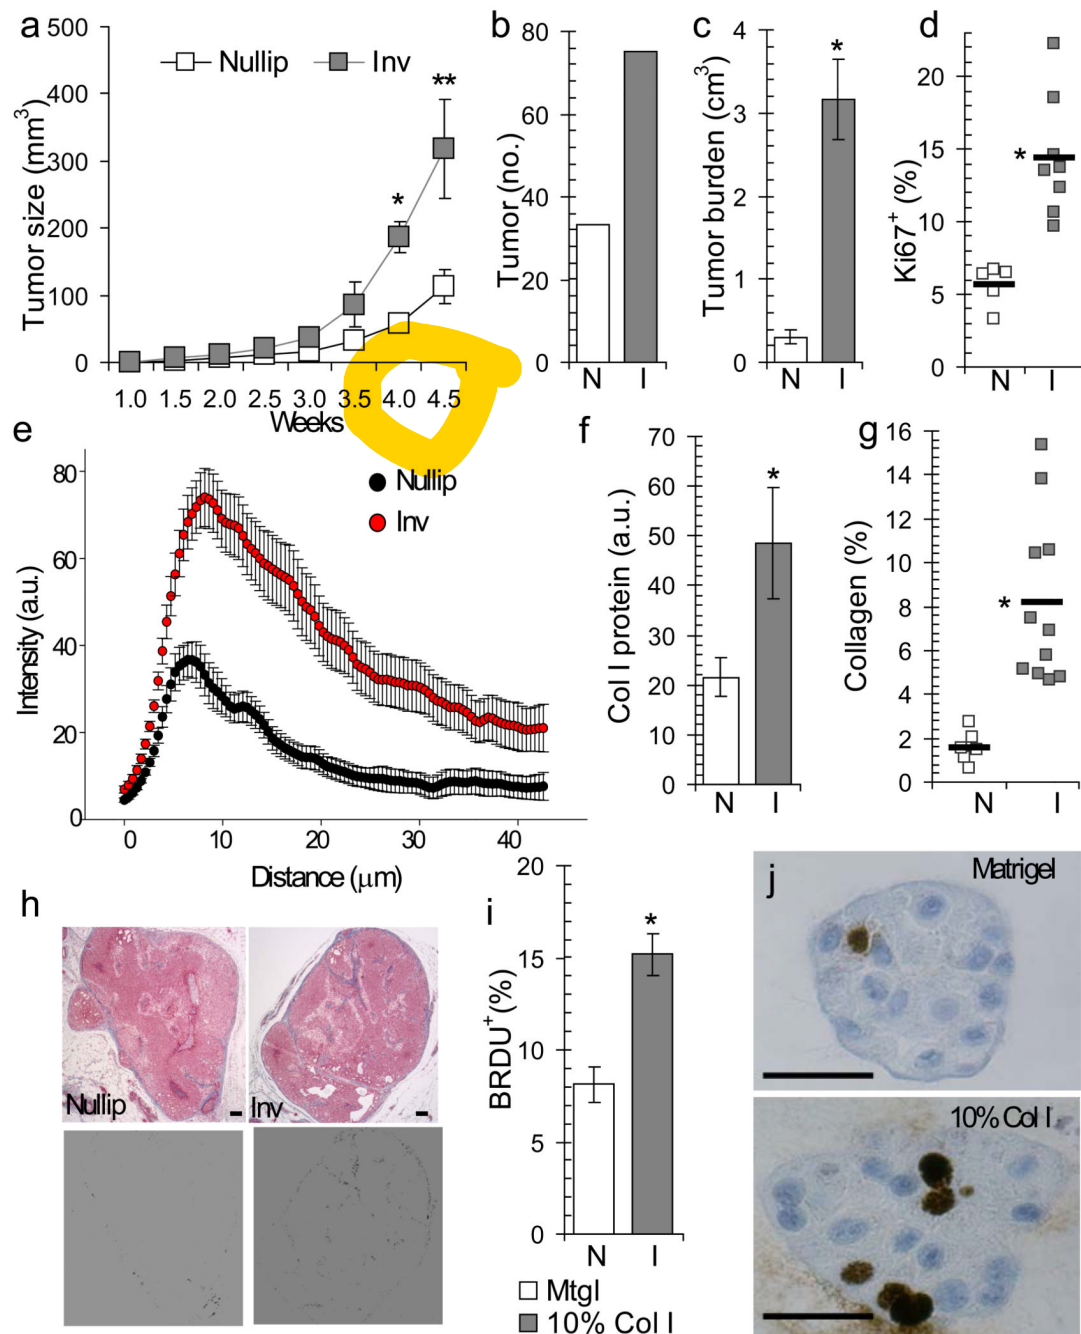 a
Tumor size (mm³)
500
400
300
200
100
0
Nullip
Inv
*
**
1.0 1.5 2.0 2.5 3.0 3.5 4.0 4.5
Weeks
b
Tumor (no.)
80
60
40
20
0
N I
c
Tumor burden (cm³)
4
3
2
1
0
*
N I
d
Ki67⁺ (%)
20
15
10
5
0
*
N I
e
Intensity (a.u.)
80
60
40
20
0
Nullip
Inv
0 10 20 30 40
Distance (μm)
f
Col I protein (a.u.)
70
60
50
40
30
20
10
0
*
N I
g
Collagen (%)
16
14
12
10
8
6
4
2
0
*
N I
h
Nullip
Inv
i
BRDU⁺(%)
20
15
10
5
0
*
N I
Mtgl
10% Col I
j
Matrigel
10% Col I